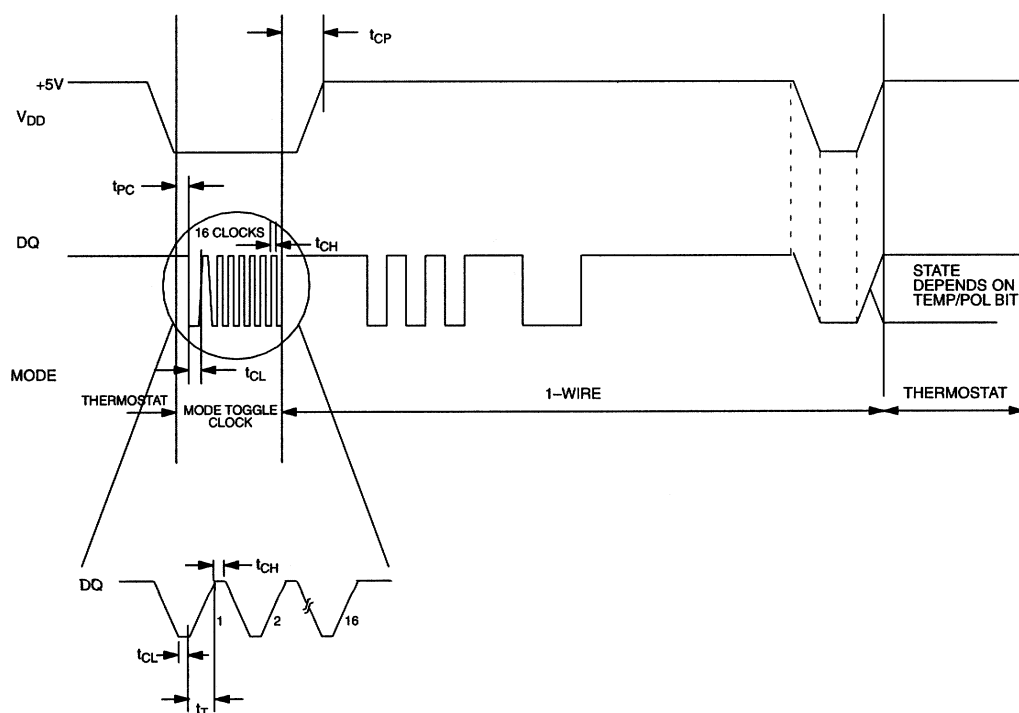 tCP
+5V
VDD
tPC
DQ
16 CLOCKS
tCH
STATE
DEPENDS ON
TEMP/POL BIT
tCL
MODE
THERMOSTAT
MODE TOGGLE
CLOCK
1–WIRE
THERMOSTAT
DQ
tCH
1
2
16
tCL
tT